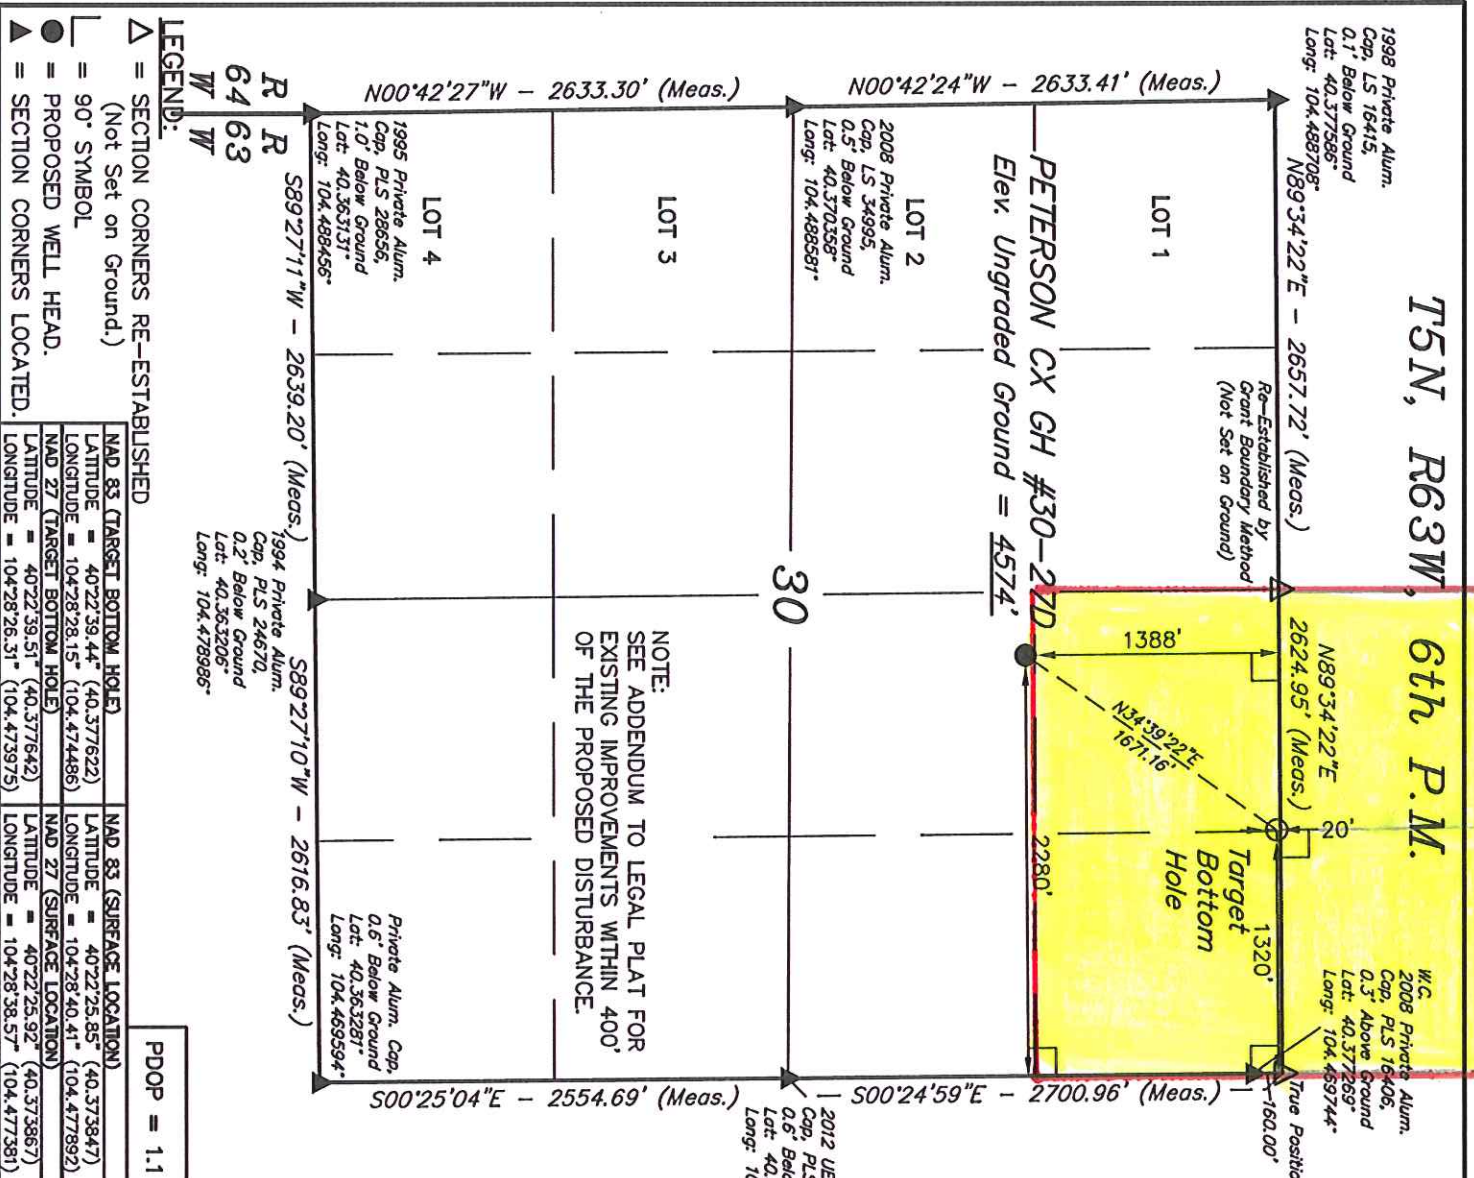 T5N, R63W, 6th P.M.
1998 Private Alum.
Cap, LS 16415,
0.1' Below Ground
Lat: 40.377586°
Long: 104.488708°
N89°34'22"E - 2657.72' (Meas.)
Re-Established by
Grant Boundary Method
(Not Set on Ground)
N89°34'22"E
2624.95' (Meas.)
20'
W.C.
2008 Private Alum.
Cap, PLS 16406,
0.3' Above Ground
Lat: 40.377269°
Long: 104.469744°
True Positio
160.00'
1320'
Target
Bottom
Hole
1388'
N34°39'22"E
1671.16'
2280'
LOT 1
PETERSON CX GH #30-27D
Elev. Ungraded Ground = 4574'
N00°42'24"W - 2633.41' (Meas.)
S00°24'59"E - 2700.96' (Meas.)
LOT 2
2008 Private Alum.
Cap, LS 34995,
0.5' Below Ground
Lat: 40.370358°
Long: 104.488581°
30
2012 UE
Cap, PLS
0.6' Belo
Lat: 40.
Long: 10
LOT 3
NOTE:
SEE ADDENDUM TO LEGAL PLAT FOR
EXISTING IMPROVEMENTS WITHIN 400'
OF THE PROPOSED DISTURBANCE.
N00°42'27"W - 2633.30' (Meas.)
S00°25'04"E - 2554.69' (Meas.)
LOT 4
1995 Private Alum.
Cap, PLS 28656,
1.0' Below Ground
Lat: 40.363131°
Long: 104.488456°
Private Alum. Cap,
0.6' Below Ground
Lat: 40.363281°
Long: 104.469594°
R R
64 63
W W
S89°27'11"W - 2639.20' (Meas.)
S89°27'10"W - 2616.83' (Meas.)
1994 Private Alum.
Cap, PLS 24670,
0.2' Below Ground
Lat: 40.363206°
Long: 104.478986°
LEGEND:
= SECTION CORNERS RE-ESTABLISHED
(Not Set on Ground.)
= 90° SYMBOL
= PROPOSED WELL HEAD.
= SECTION CORNERS LOCATED.
PDOP = 1.1
NAD 83 (TARGET BOTTOM HOLE)
LATITUDE = 40°22'39.44" (40.377622)
LONGITUDE = 104°28'28.15" (104.474486)
NAD 27 (TARGET BOTTOM HOLE)
LATITUDE = 40°22'39.51" (40.377642)
LONGITUDE = 104°28'26.31" (104.473975)
NAD 83 (SURFACE LOCATION)
LATITUDE = 40°22'25.85" (40.373847)
LONGITUDE = 104°28'40.41" (104.477892)
NAD 27 (SURFACE LOCATION)
LATITUDE = 40°22'25.92" (40.373867)
LONGITUDE = 104°28'38.57" (104.477381)